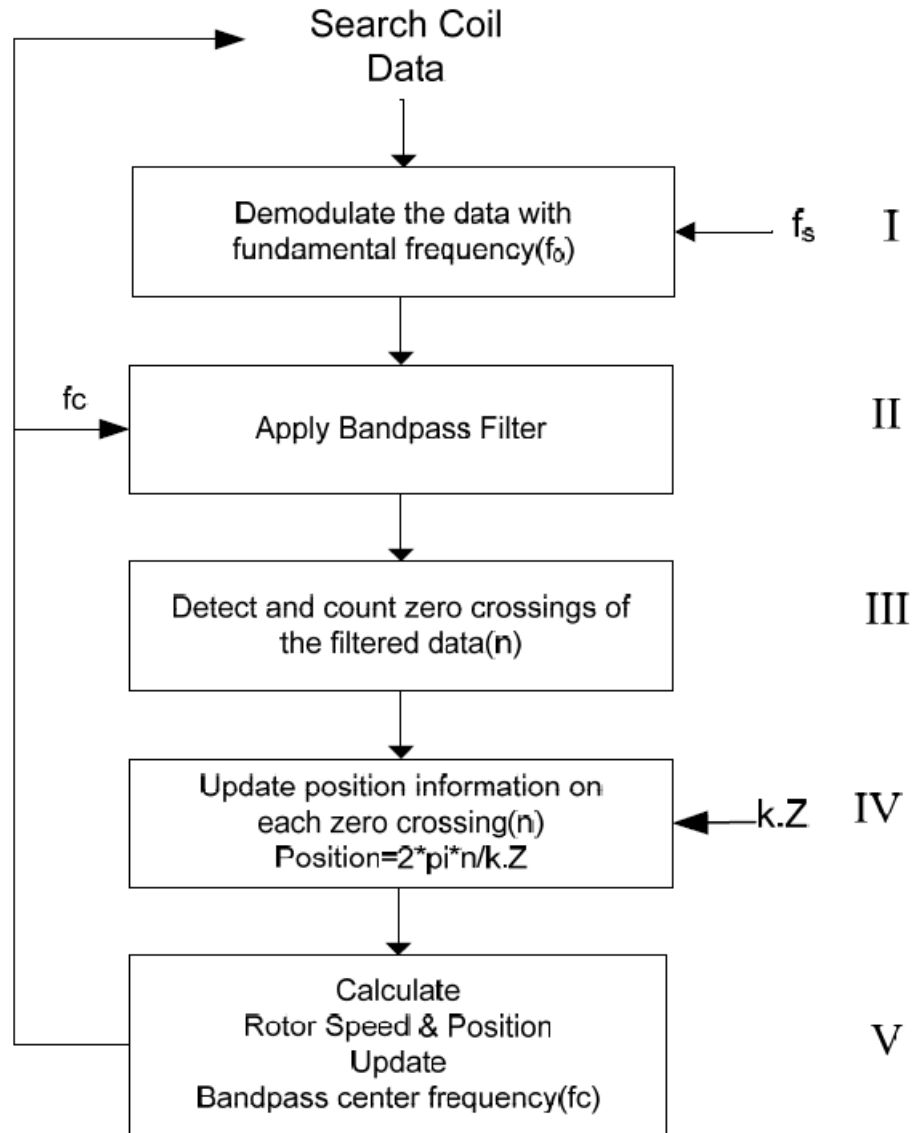 Search Coil
Data
Demodulate the data with
fundamental frequency(f₀)
fₛ
I
fc
Apply Bandpass Filter
II
Detect and count zero crossings of
the filtered data(n)
III
Update position information on
each zero crossing(n)
Position=2*pi*n/k.Z
k.Z
IV
Calculate
Rotor Speed & Position
Update
Bandpass center frequency(fc)
V